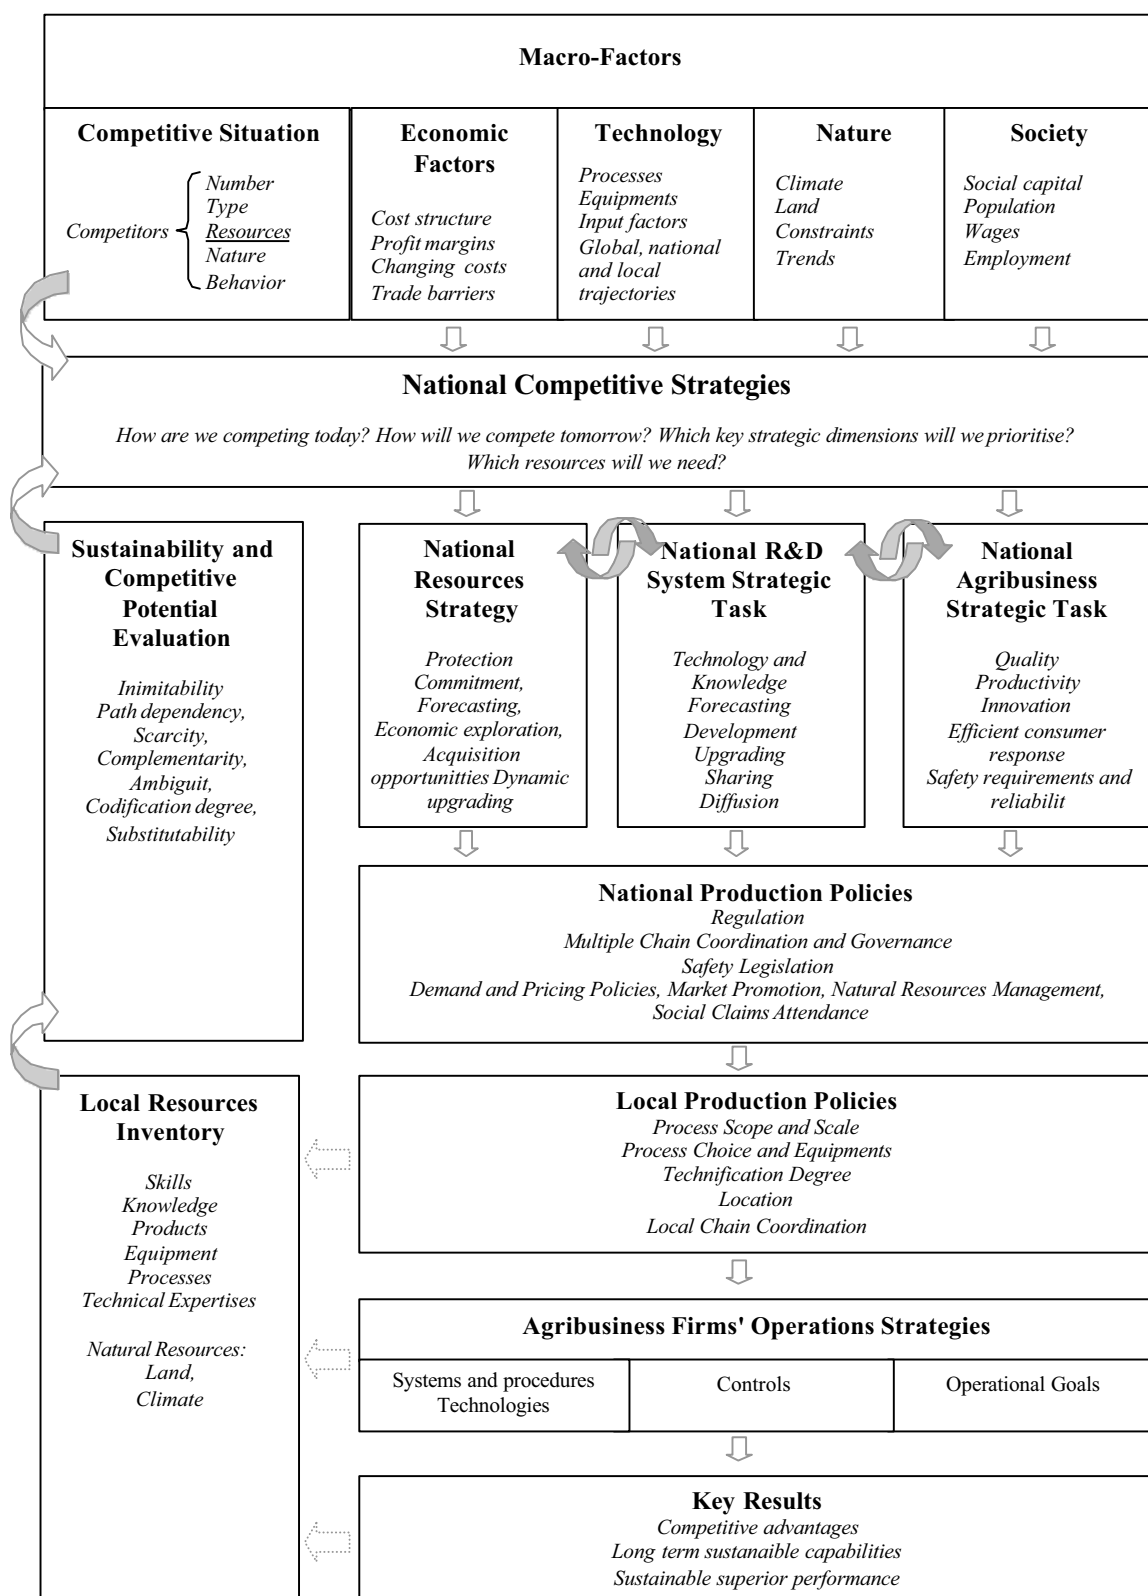 Macro-Factors
Competitive Situation
Competitors
Number
Type
Resources
Nature
Behavior
Economic
Factors
Cost structure
Profit margins
Changing costs
Trade barriers
Technology
Processes
Equipments
Input factors
Global, national
and local
trajectories
Nature
Climate
Land
Constraints
Trends
Society
Social capital
Population
Wages
Employment
National Competitive Strategies
How are we competing today? How will we compete tomorrow? Which key strategic dimensions will we prioritise?
Which resources will we need?
Sustainability and
Competitive
Potential
Evaluation
Inimitability
Path dependency,
Scarcity,
Complementarity,
Ambiguit,
Codification degree,
Substitutability
National
Resources
Strategy
Protection
Commitment,
Forecasting,
Economic exploration,
Acquisition
opportunitties Dynamic
upgrading
National R&D
System Strategic
Task
Technology and
Knowledge
Forecasting
Development
Upgrading
Sharing
Diffusion
National
Agribusiness
Strategic Task
Quality
Productivity
Innovation
Efficient consumer
response
Safety requirements and
reliabilit
National Production Policies
Regulation
Multiple Chain Coordination and Governance
Safety Legislation
Demand and Pricing Policies, Market Promotion, Natural Resources Management,
Social Claims Attendance
Local Resources
Inventory
Skills
Knowledge
Products
Equipment
Processes
Technical Expertises
Natural Resources:
Land,
Climate
Local Production Policies
Process Scope and Scale
Process Choice and Equipments
Technification Degree
Location
Local Chain Coordination
Agribusiness Firms' Operations Strategies
Systems and procedures
Technologies
Controls
Operational Goals
Key Results
Competitive advantages
Long term sustanaible capabilities
Sustainable superior performance